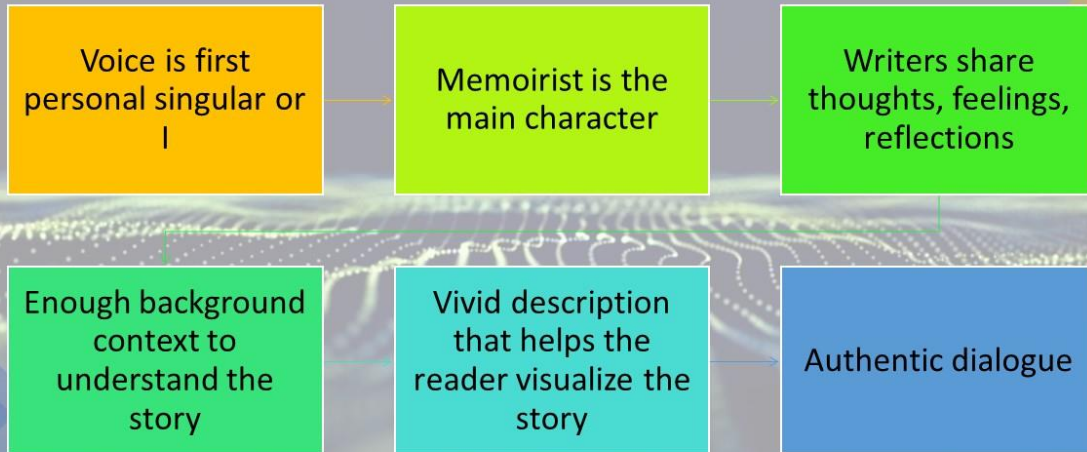 Voice is first
personal singular or
I
Memoirist is the
main character
Writers share
thoughts, feelings,
reflections
Enough background
context to
understand the
story
Vivid description
that helps the
reader visualize the
story
Authentic dialogue